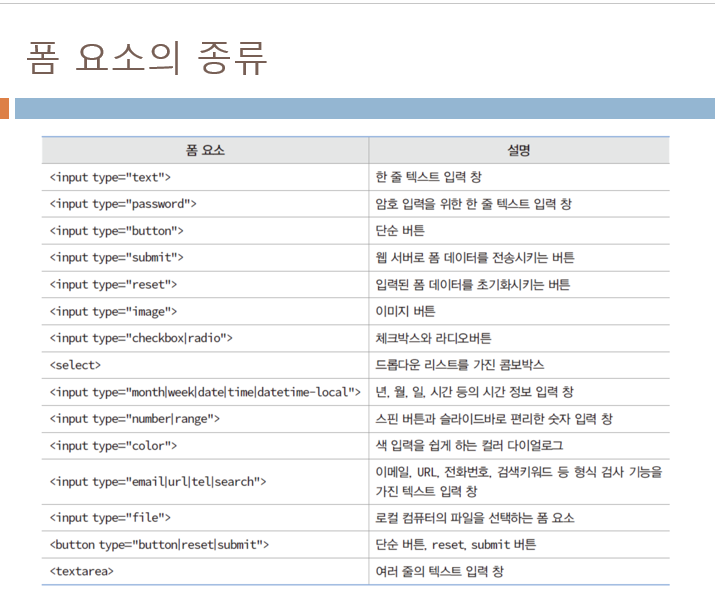 폼 요소의 종류
폼 요소 설명
<input type="text"> 한 줄 텍스트 입력 창
<input type="password"> 암호 입력을 위한 한 줄 텍스트 입력 창
<input type="button"> 단순 버튼
<input type="submit"> 웹 서버로 폼 데이터를 전송시키는 버튼
<input type="reset"> 입력된 폼 데이터를 초기화시키는 버튼
<input type="image"> 이미지 버튼
<input type="checkbox|radio"> 체크박스와 라디오버튼
<select> 드롭다운 리스트를 가진 콤보박스
<input type="month|week|date|time|datetime-local"> 년, 월, 일, 시간 등의 시간 정보 입력 창
<input type="number|range"> 스핀 버튼과 슬라이드바로 편리한 숫자 입력 창
<input type="color"> 색 입력을 쉽게 하는 컬러 다이얼로그
<input type="email|url|tel|search"> 이메일, URL, 전화번호, 검색키워드 등 형식 검사 기능을
가진 텍스트 입력 창
<input type="file"> 로컬 컴퓨터의 파일을 선택하는 폼 요소
<button type="button|reset|submit"> 단순 버튼, reset, submit 버튼
<textarea> 여러 줄의 텍스트 입력 창